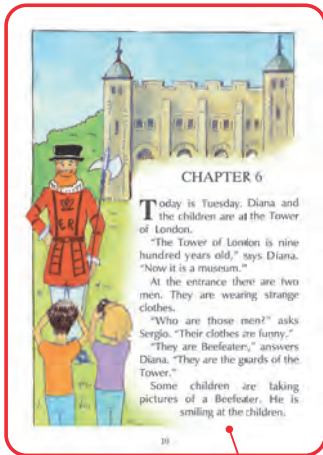 ER
CHAPTER 6
Today is Tuesday. Diana and
the children are at the Tower
of London.
"The Tower of London is nine
hundred years old," says Diana.
"Now it is a museum."
At the entrance there are two
men. They are wearing strange
clothes.
"Who are those men?" asks
Sergio. "Their clothes are funny."
"They are Beefeaters," answers
Diana. "They are the guards of the
Tower."
Some children are taking
pictures of a Beefeater. He is
smiling at the children.
10